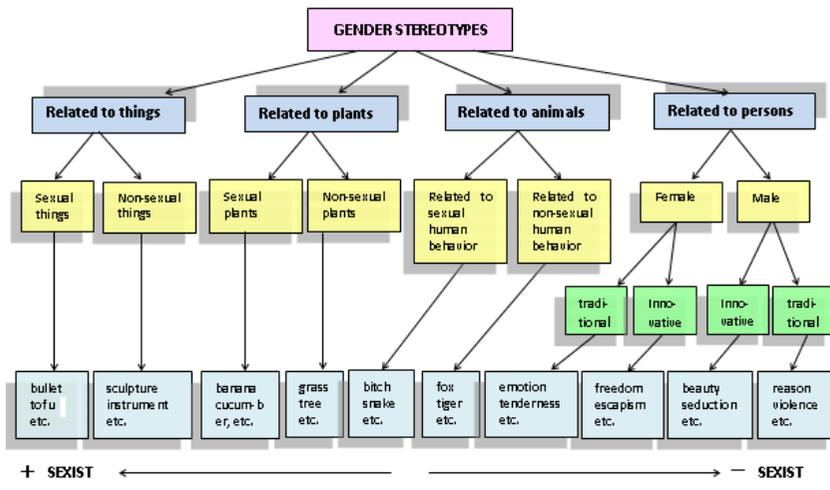 GENDER STEREOTYPES
Related to things
Related to plants
Related to animals
Related to persons
Sexual
things
Non-sexual
things
Sexual
plants
Non-sexual
plants
Related to
sexual
human
behavior
Related to
non-sexual
human
behavior
Female
Male
tradi-
tional
Inno-
vative
Inno-
vative
tradi-
tional
bullet
tofu
etc.
sculpture
instrument
etc.
banana
cucum-b
er, etc.
grass
tree
etc.
bitch
snake
etc.
fox
tiger
etc.
emotion
tenderness
etc.
freedom
escapism
etc.
beauty
seduction
etc.
reason
violence
etc.
+ SEXIST
− SEXIST